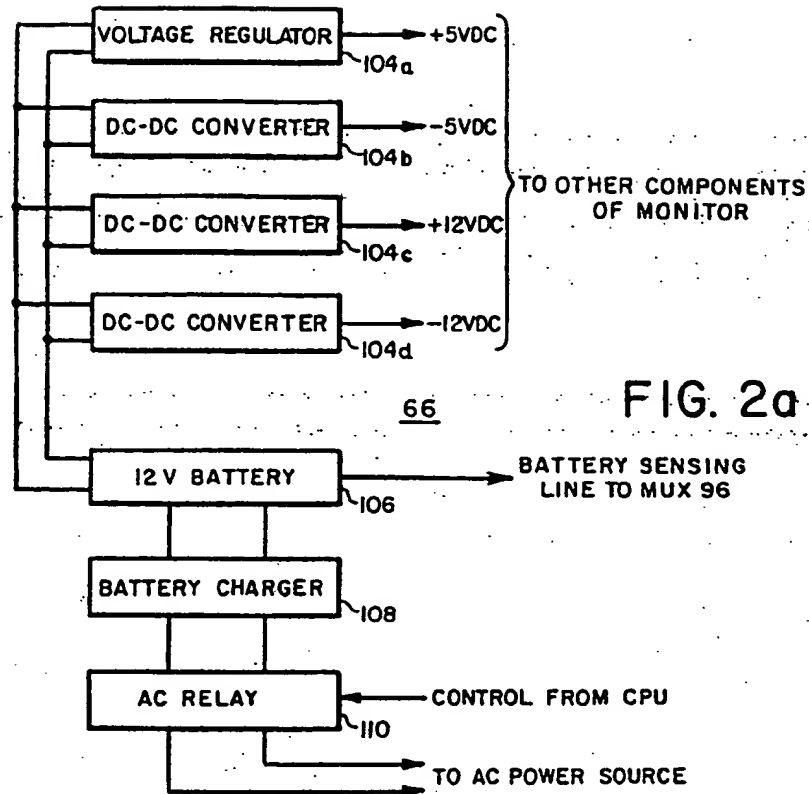 VOLTAGE REGULATOR
+5VDC
104a
DC-DC CONVERTER
-5VDC
104b
TO OTHER COMPONENTS
OF MONITOR
DC-DC CONVERTER
+12VDC
104c
DC-DC CONVERTER
-12VDC
104d
66
FIG. 2a
12V BATTERY
106
BATTERY SENSING
LINE TO MUX 96
BATTERY CHARGER
108
AC RELAY
110
CONTROL FROM CPU
TO AC POWER SOURCE